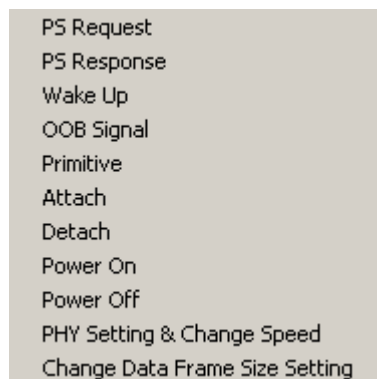 PS Request
PS Response
Wake Up
OOB Signal
Primitive
Attach
Detach
Power On
Power Off
PHY Setting & Change Speed
Change Data Frame Size Setting